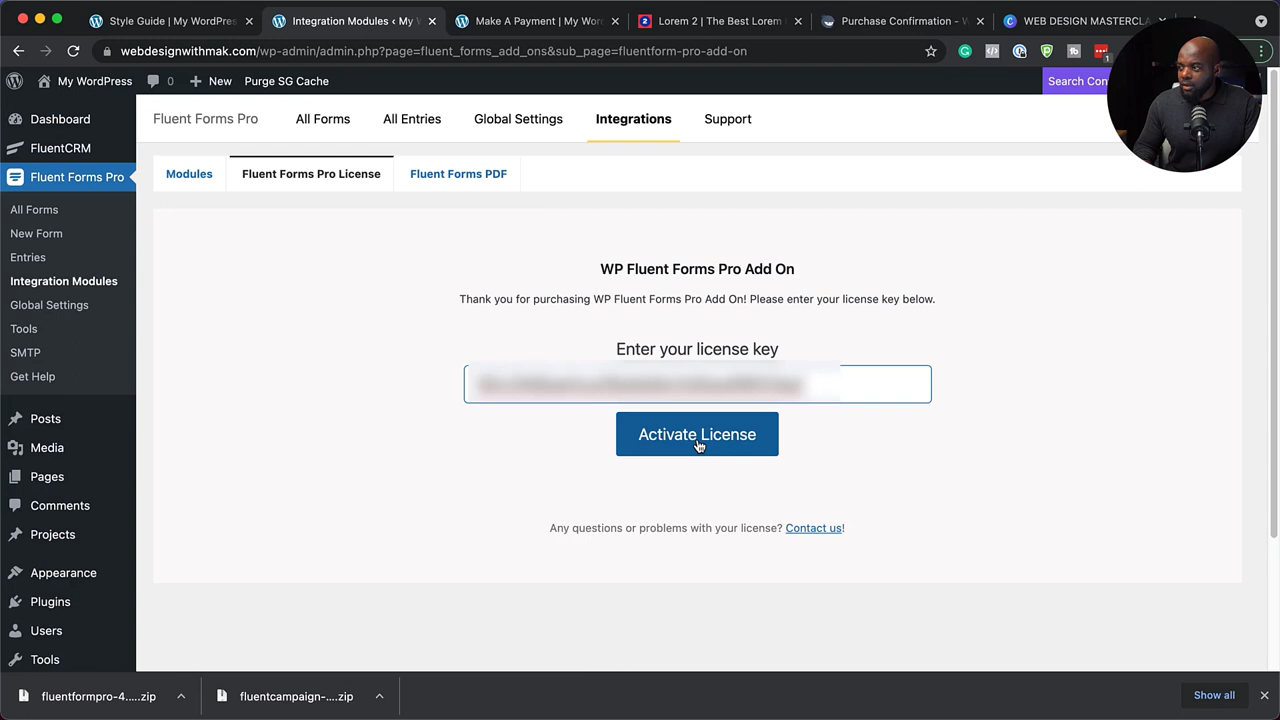 Style Guide | My WordPress
Integration Modules ‹ My
Make A Payment | My Wor
Lorem 2 | The Best Lorem
Purchase Confirmation - W
WEB DESIGN MASTERCLA
webdesignwithmak.com/wp-admin/admin.php?page=fluent_forms_add_ons&sub_page=fluentform-pro-add-on
My WordPress 0 New Purge SG Cache
Search Con
Dashboard
FluentCRM
Fluent Forms Pro
All Forms
New Form
Entries
Integration Modules
Global Settings
Tools
SMTP
Get Help
Posts
Media
Pages
Comments
Projects
Appearance
Plugins
Users
Tools
Fluent Forms Pro All Forms All Entries Global Settings Integrations Support
Modules Fluent Forms Pro License Fluent Forms PDF
WP Fluent Forms Pro Add On
Thank you for purchasing WP Fluent Forms Pro Add On! Please enter your license key below.
Enter your license key
Activate License
Any questions or problems with your license? Contact us!
fluentformpro-4.....zip
fluentcampaign-....zip
Show all